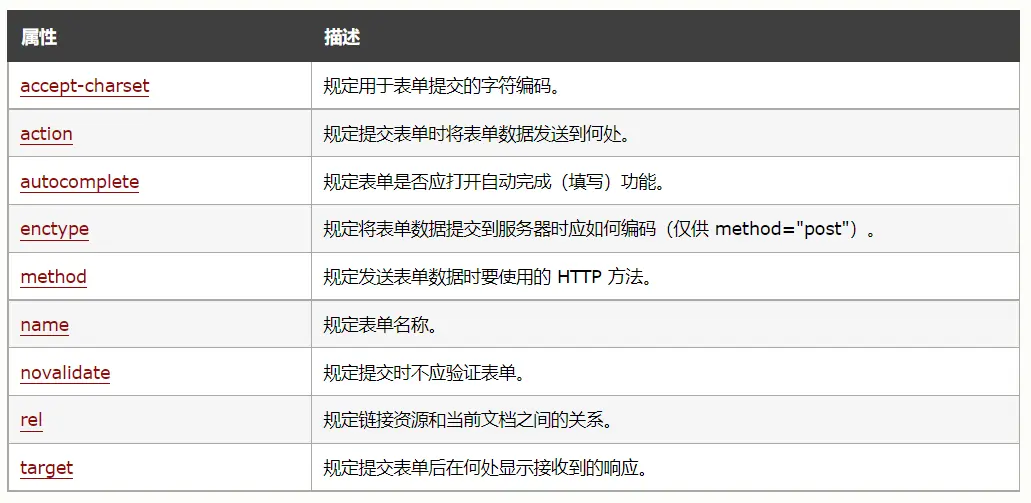 属性 描述
accept-charset 规定用于表单提交的字符编码。
action 规定提交表单时将表单数据发送到何处。
autocomplete 规定表单是否应打开自动完成（填写）功能。
enctype 规定将表单数据提交到服务器时应如何编码（仅供 method="post"）。
method 规定发送表单数据时要使用的 HTTP 方法。
name 规定表单名称。
novalidate 规定提交时不应验证表单。
rel 规定链接资源和当前文档之间的关系。
target 规定提交表单后在何处显示接收到的响应。